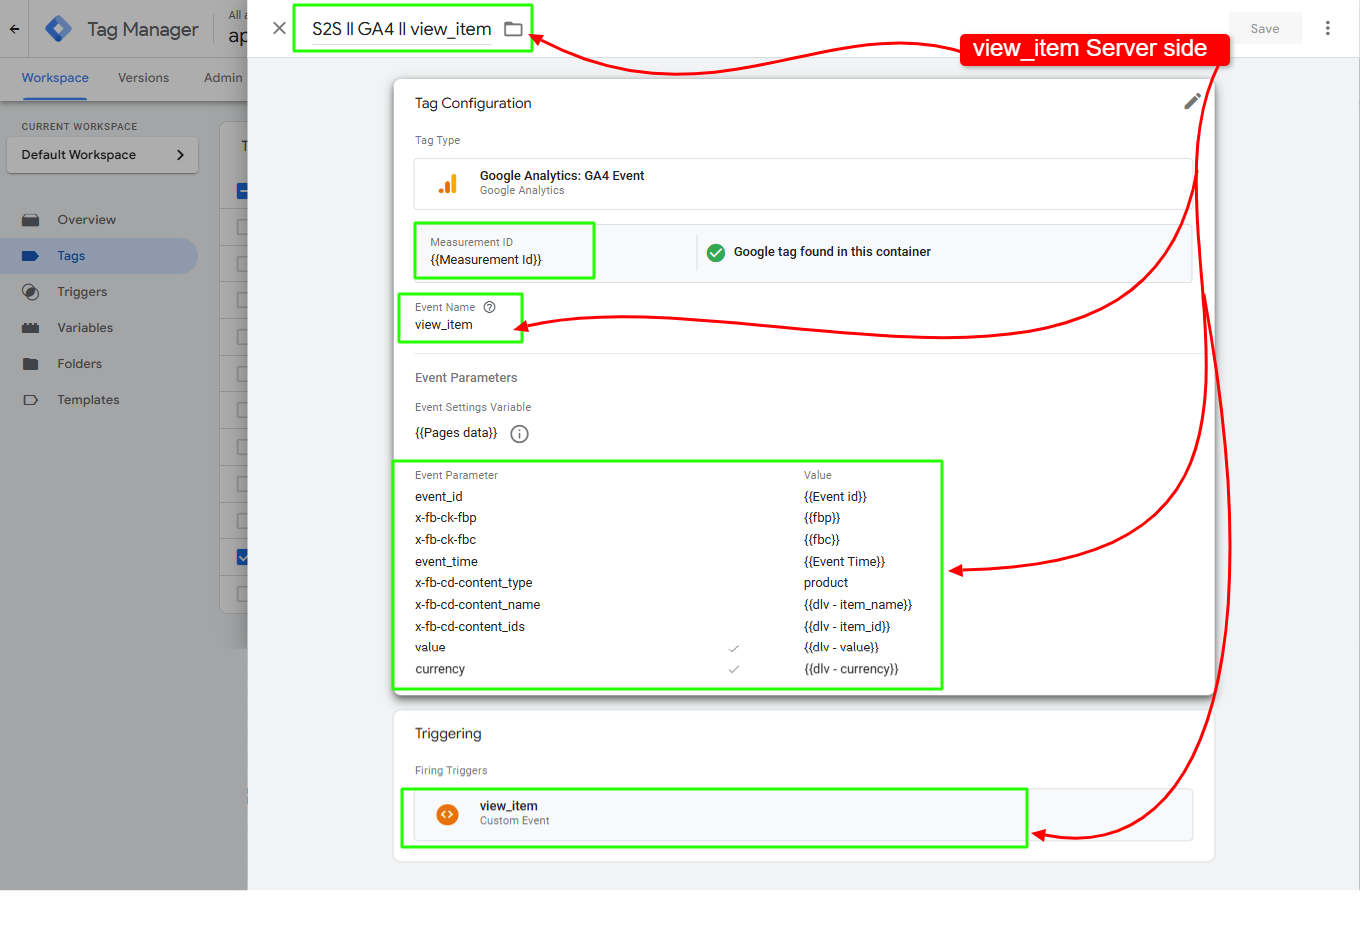 Tag Manager
All a
ap
S2S ll GA4 ll view_item
Save
view_item Server side
Workspace
Versions
Admin
CURRENT WORKSPACE
Default Workspace
T
Overview
Tags
Triggers
Variables
Folders
Templates
Tag Configuration
Tag Type
Google Analytics: GA4 Event
Google Analytics
Measurement ID
{{Measurement Id}}
Google tag found in this container
Event Name
view_item
Event Parameters
Event Settings Variable
{{Pages data}}
Event Parameter Value
event_id {{Event id}}
x-fb-ck-fbp {{fbp}}
x-fb-ck-fbc {{fbc}}
event_time {{Event Time}}
x-fb-cd-content_type product
x-fb-cd-content_name {{dlv - item_name}}
x-fb-cd-content_ids {{dlv - item_id}}
value {{dlv - value}}
currency {{dlv - currency}}
Triggering
Firing Triggers
view_item
Custom Event